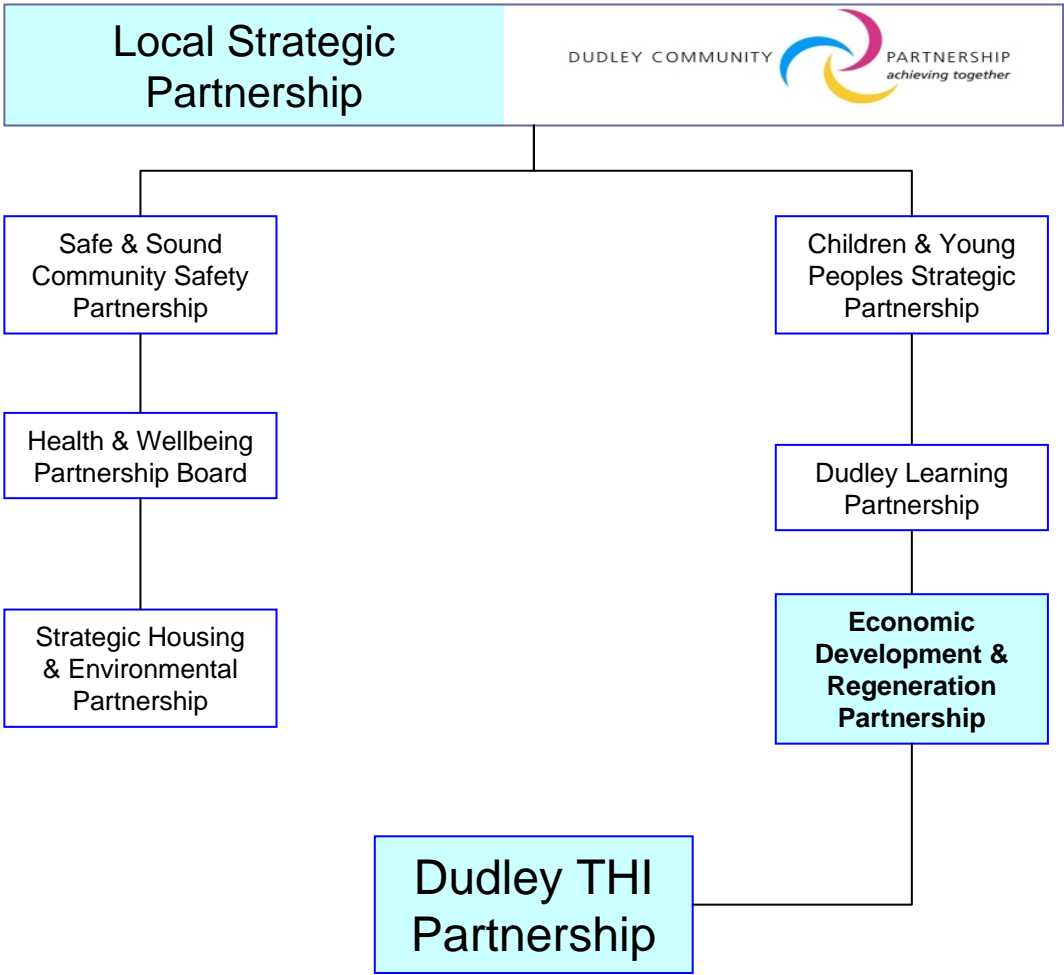 Local Strategic
Partnership
DUDLEY COMMUNITY PARTNERSHIP
achieving together
Safe & Sound
Community Safety
Partnership
Children & Young
Peoples Strategic
Partnership
Health & Wellbeing
Partnership Board
Dudley Learning
Partnership
Strategic Housing
& Environmental
Partnership
Economic
Development &
Regeneration
Partnership
Dudley THI
Partnership